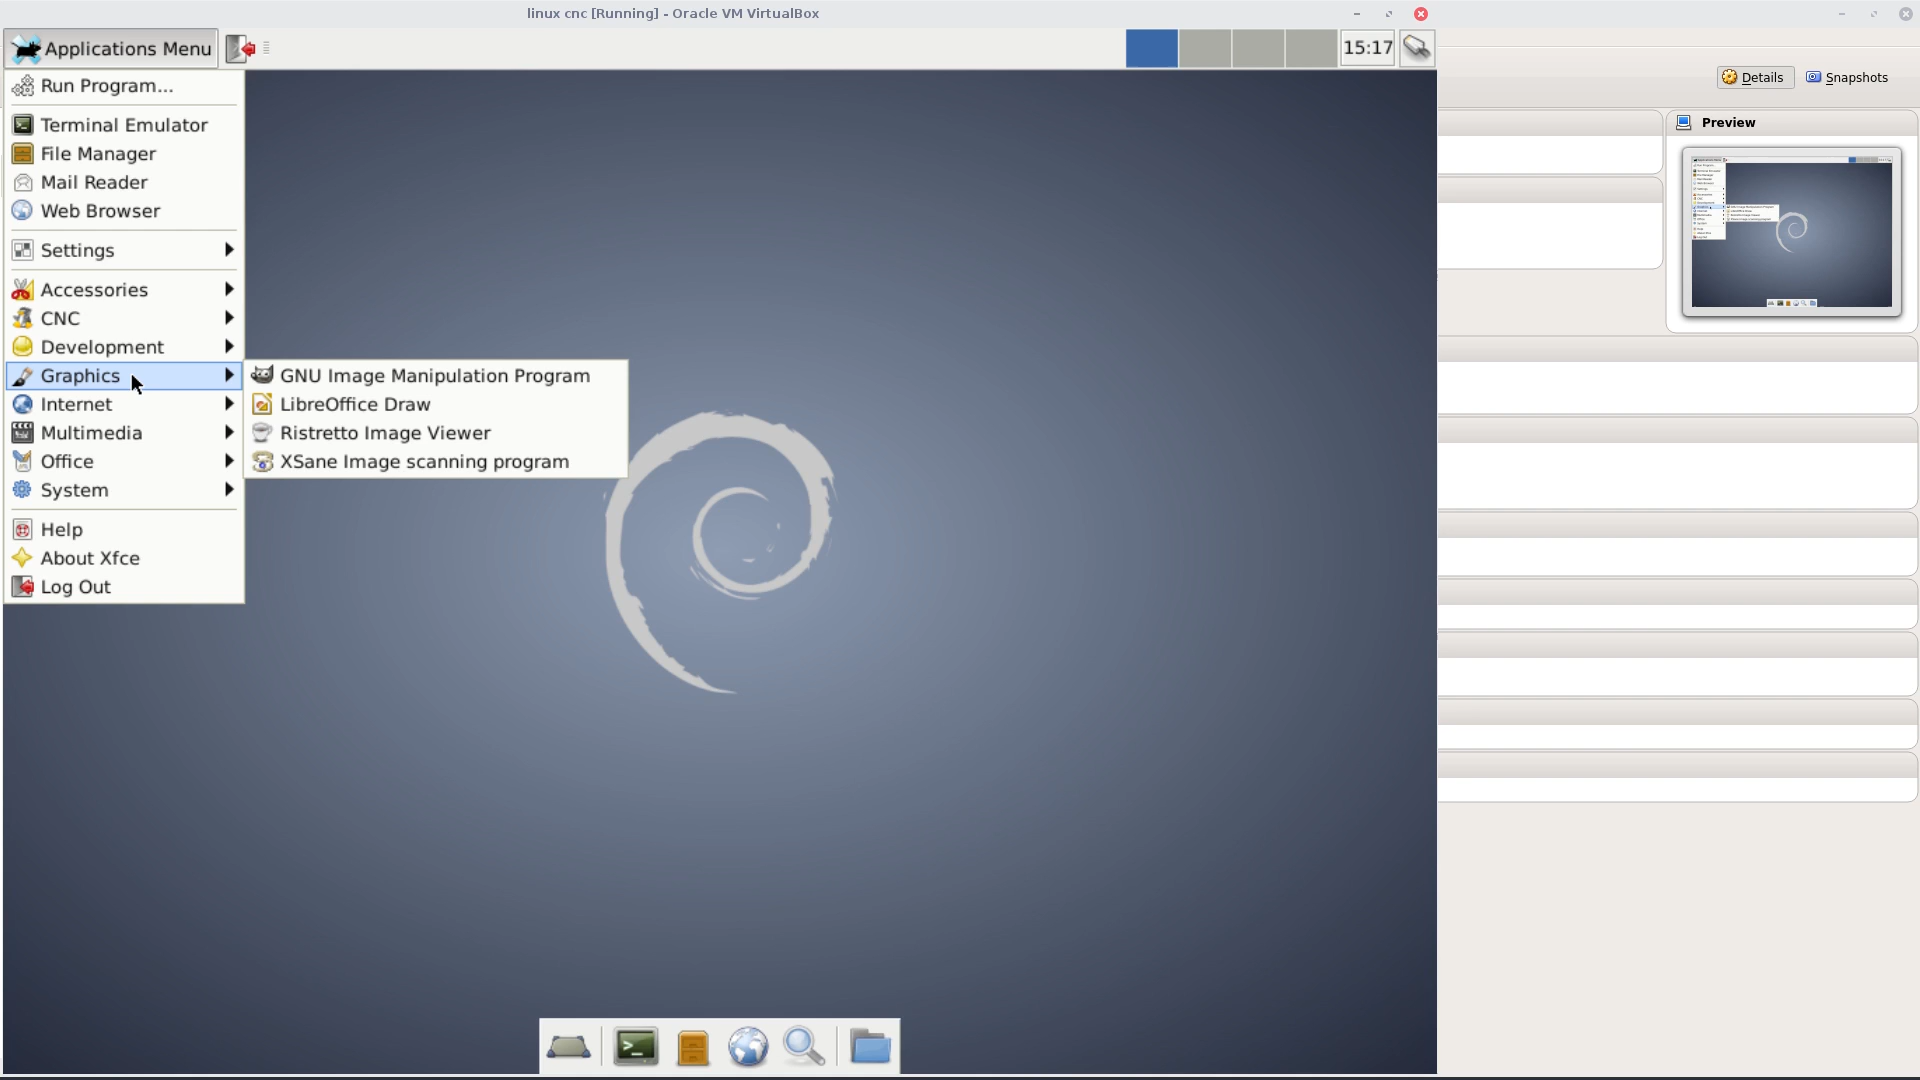 linux cnc [Running] - Oracle VM VirtualBox
Applications Menu
15:17
Run Program...
Terminal Emulator
File Manager
Mail Reader
Web Browser
Settings
Accessories
CNC
Development
Graphics
Internet
Multimedia
Office
System
Help
About Xfce
Log Out
GNU Image Manipulation Program
LibreOffice Draw
Ristretto Image Viewer
XSane Image scanning program
Details
Snapshots
Preview